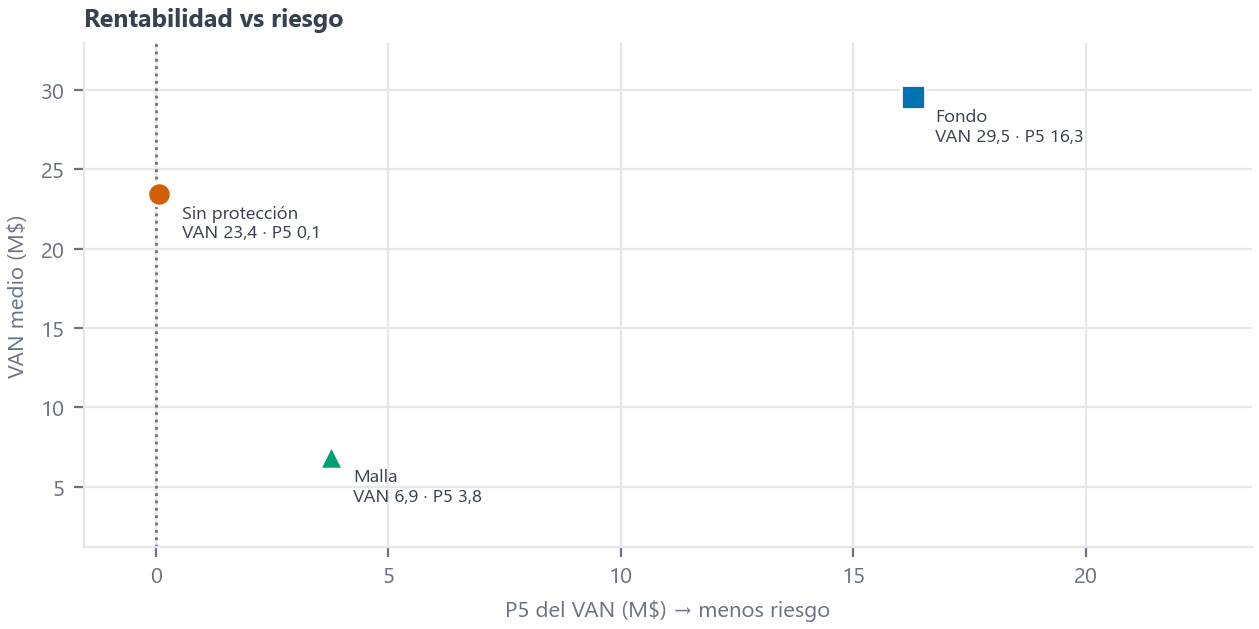 Rentabilidad vs riesgo
VAN medio (M$)
30
25
20
15
10
5
Fondo
VAN 29,5 · P5 16,3
Sin protección
VAN 23,4 · P5 0,1
Malla
VAN 6,9 · P5 3,8
0
5
10
15
20
P5 del VAN (M$) → menos riesgo